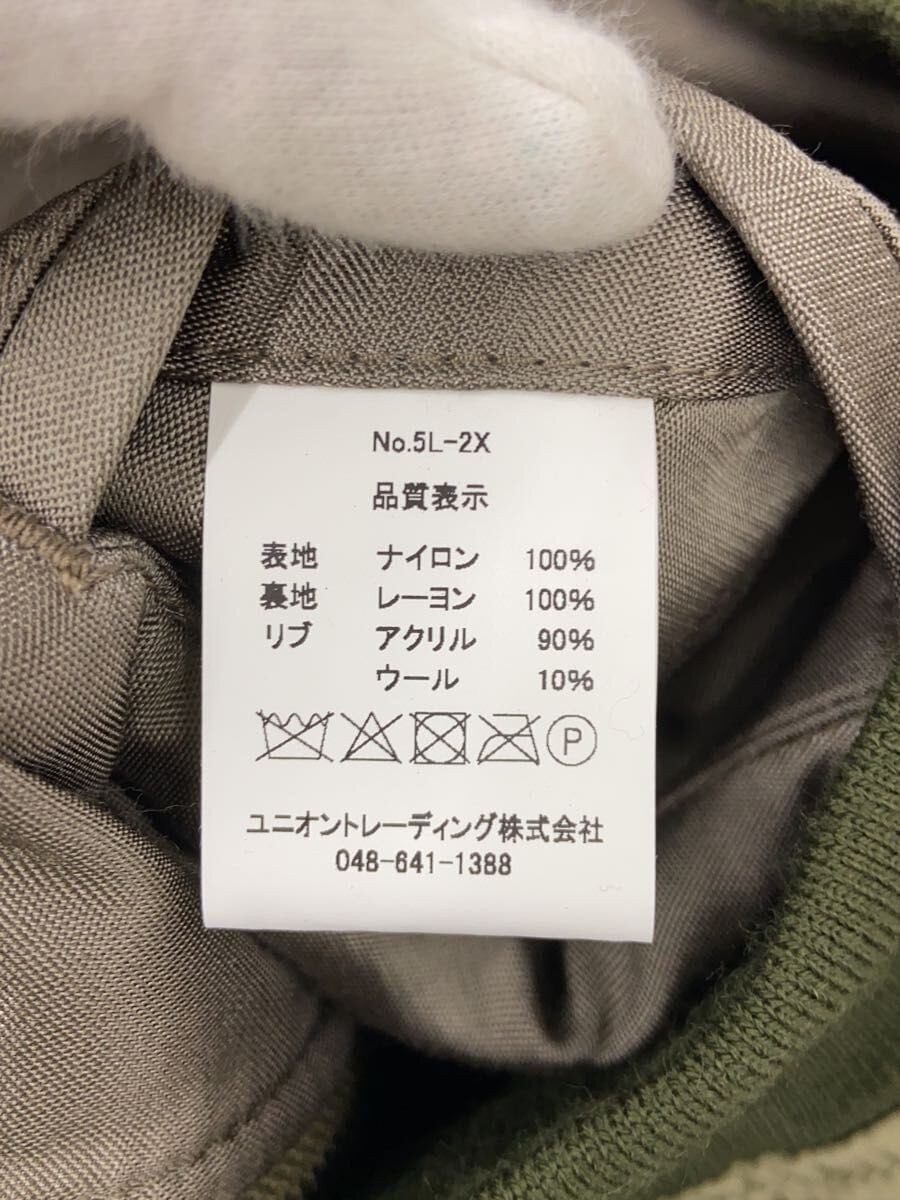 No.5L-2X
品質表示
表地 ナイロン 100%
裏地 レーヨン 100%
リブ アクリル 90%
ウール 10%
P
ユニオントレーディング株式会社
048-641-1388